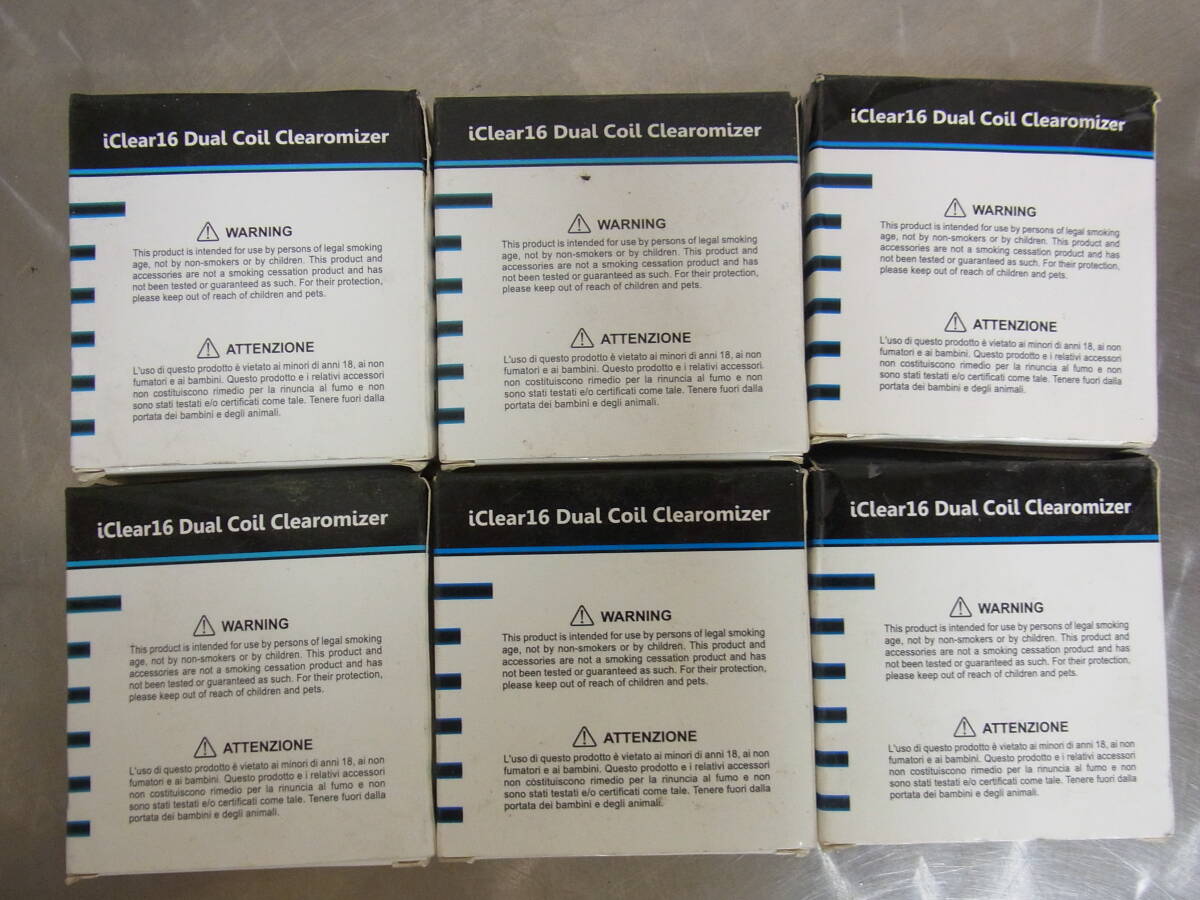 iClear16 Dual Coil Clearomizer
WARNING
This product is intended for use by persons of legal smoking
age, not by non-smokers or by children. This product and
accessories are not a smoking cessation product and has
not been tested or guaranteed as such. For their protection,
please keep out of reach of children and pets.
ATTENZIONE
L'uso di questo prodotto è vietato ai minori di anni 18, ai non
fumatori e ai bambini. Questo prodotto e i relativi accessori
non costituiscono rimedio per la rinuncia al fumo e non
sono stati testati e/o certificati come tale. Tenere fuori dalla
portata dei bambini e degli animali.
iClear16 Dual Coil Clearomizer
WARNING
This product is intended for use by persons of legal smoking
age, not by non-smokers or by children. This product and
accessories are not a smoking cessation product and has
not been tested or guaranteed as such. For their protection,
please keep out of reach of children and pets.
ATTENZIONE
L'uso di questo prodotto è vietato ai minori di anni 18, ai non
fumatori e ai bambini. Questo prodotto e i relativi accessori
non costituiscono rimedio per la rinuncia al fumo e non
sono stati testati e/o certificati come tale. Tenere fuori dalla
portata dei bambini e degli animali.
iClear16 Dual Coil Clearomizer
WARNING
This product is intended for use by persons of legal smoking
age, not by non-smokers or by children. This product and
accessories are not a smoking cessation product and has
not been tested or guaranteed as such. For their protection,
please keep out of reach of children and pets.
ATTENZIONE
L'uso di questo prodotto è vietato ai minori di anni 18, ai non
fumatori e ai bambini. Questo prodotto e i relativi accessori
non costituiscono rimedio per la rinuncia al fumo e non
sono stati testati e/o certificati come tale. Tenere fuori dalla
portata dei bambini e degli animali.
iClear16 Dual Coil Clearomizer
WARNING
This product is intended for use by persons of legal smoking
age, not by non-smokers or by children. This product and
accessories are not a smoking cessation product and has
not been tested or guaranteed as such. For their protection,
please keep out of reach of children and pets.
ATTENZIONE
L'uso di questo prodotto è vietato ai minori di anni 18, ai non
fumatori e ai bambini. Questo prodotto e i relativi accessori
non costituiscono rimedio per la rinuncia al fumo e non
sono stati testati e/o certificati come tale. Tenere fuori dalla
portata dei bambini e degli animali.
iClear16 Dual Coil Clearomizer
WARNING
This product is intended for use by persons of legal smoking
age, not by non-smokers or by children. This product and
accessories are not a smoking cessation product and has
not been tested or guaranteed as such. For their protection,
please keep out of reach of children and pets.
ATTENZIONE
L'uso di questo prodotto è vietato ai minori di anni 18, ai non
fumatori e ai bambini. Questo prodotto e i relativi accessori
non costituiscono rimedio per la rinuncia al fumo e non
sono stati testati e/o certificati come tale. Tenere fuori dalla
portata dei bambini e degli animali.
iClear16 Dual Coil Clearomizer
WARNING
This product is intended for use by persons of legal smoking
age, not by non-smokers or by children. This product and
accessories are not a smoking cessation product and has
not been tested or guaranteed as such. For their protection,
please keep out of reach of children and pets.
ATTENZIONE
L'uso di questo prodotto è vietato ai minori di anni 18, ai non
fumatori e ai bambini. Questo prodotto e i relativi accessori
non costituiscono rimedio per la rinuncia al fumo e non
sono stati testati e/o certificati come tale. Tenere fuori dalla
portata dei bambini e degli animali.